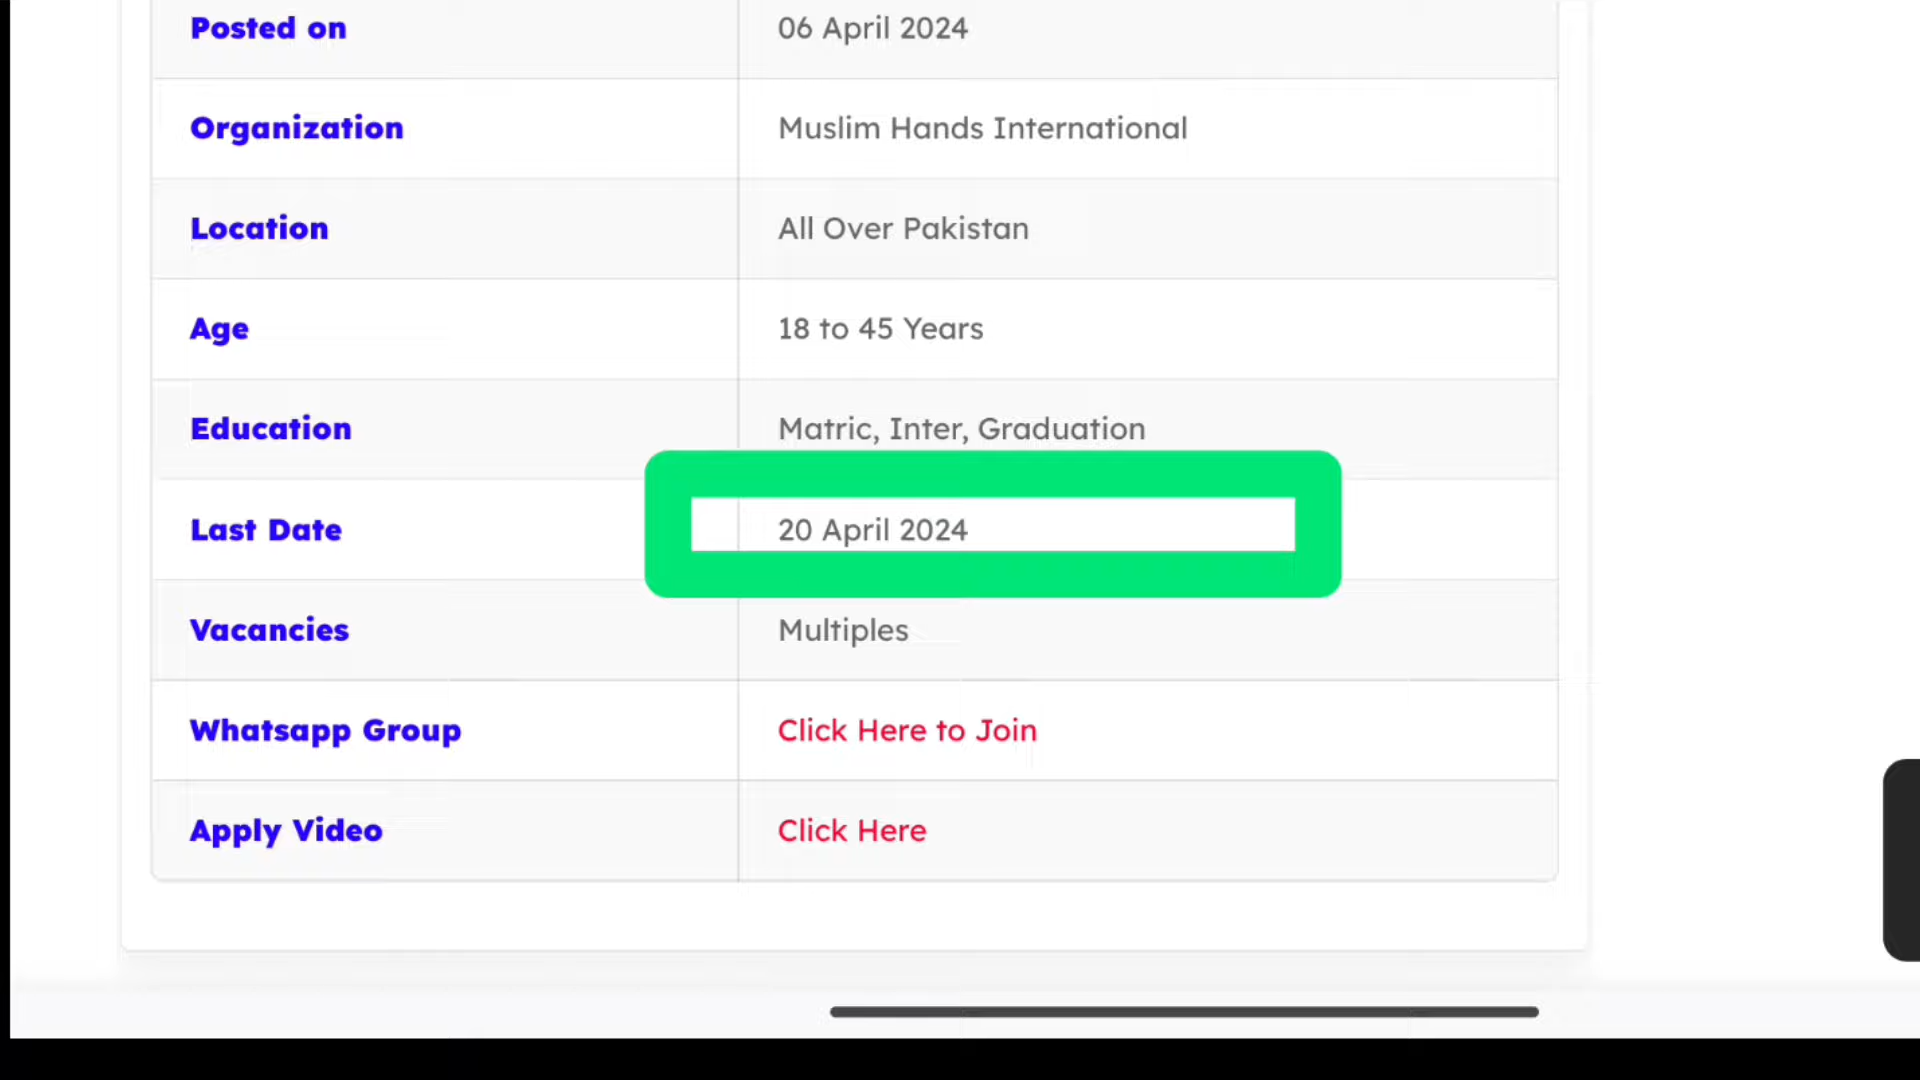 Posted on 06 April 2024
Organization Muslim Hands International
Location All Over Pakistan
Age 18 to 45 Years
Education Matric, Inter, Graduation
Last Date 20 April 2024
Vacancies Multiples
Whatsapp Group Click Here to Join
Apply Video Click Here